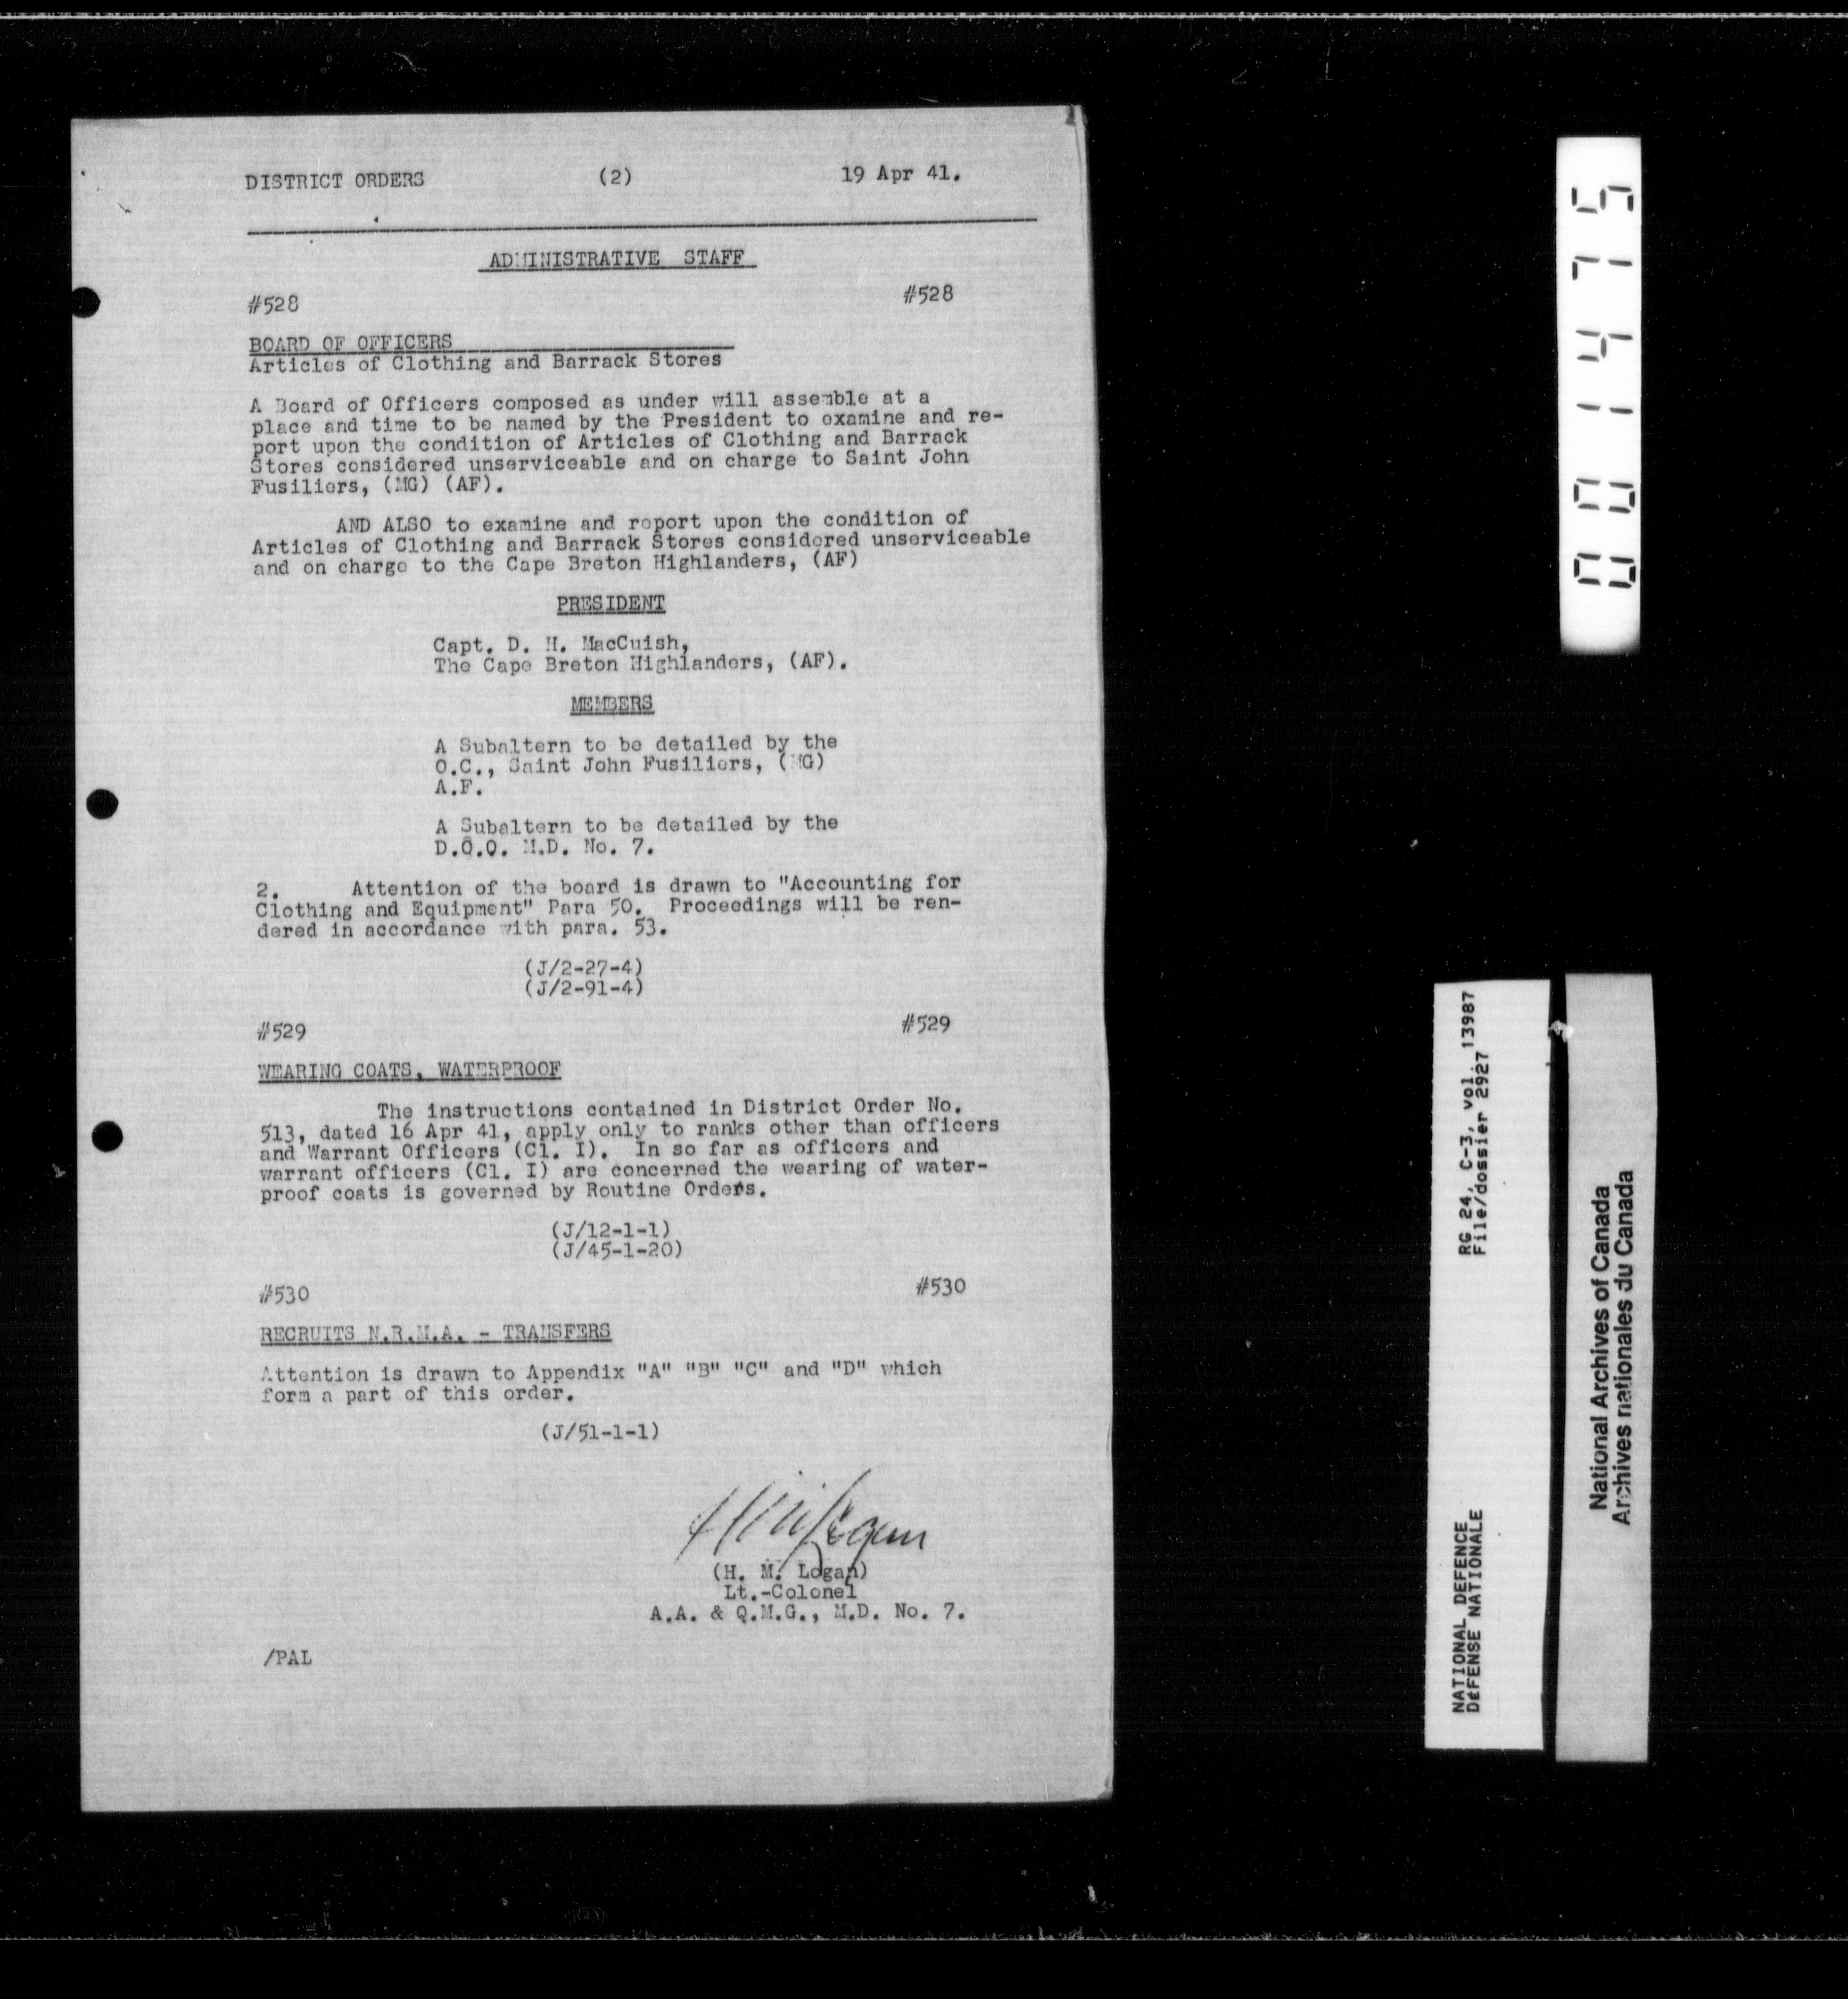 DISTRICT ORDERS (2) 19 Apr 41.
ADMINISTRATIVE STAFF
#528 #528
BOARD OF OFFICERS
Articles of Clothing and Barrack Stores
A Board of Officers composed as under will assemble at a
place and time to be named by the President to examine and re-
port upon the condition of Articles of Clothing and Barrack
Stores considered unserviceable and on charge to Saint John
Fusiliers, (MG) (AF).
AND ALSO to examine and report upon the condition of
Articles of Clothing and Barrack Stores considered unserviceable
and on charge to the Cape Breton Highlanders, (AF)
PRESIDENT
Capt. D. H. MacCuish,
The Cape Breton Highlanders, (AF).
MEMBERS
A Subaltern to be detailed by the
O.C., Saint John Fusiliers, (MG)
A.F.
A Subaltern to be detailed by the
D.O.O. M.D. No. 7.
2. Attention of the board is drawn to "Accounting for
Clothing and Equipment" Para 50. Proceedings will be ren-
dered in accordance with para. 53.
(J/2-27-4)
(J/2-91-4)
#529 #529
WEARING COATS, WATERPROOF
The instructions contained in District Order No.
513, dated 16 Apr 41, apply only to ranks other than officers
and Warrant Officers (Cl. I). In so far as officers and
warrant officers (Cl. I) are concerned the wearing of water-
proof coats is governed by Routine Orders.
(J/12-1-1)
(J/45-1-20)
#530 #530
RECRUITS N.R.M.A. - TRANSFERS
Attention is drawn to Appendix "A" "B" "C" and "D" which
form a part of this order.
(J/51-1-1)
(H. M. Logan)
Lt.-Colonel
A.A. & Q.M.G., M.D. No. 7.
/PAL
001475
NATIONAL DEFENCE RG 24, C-3, vol. 13987
DÉFENSE NATIONALE File/dossier 2927
National Archives of Canada
Archives nationales du Canada